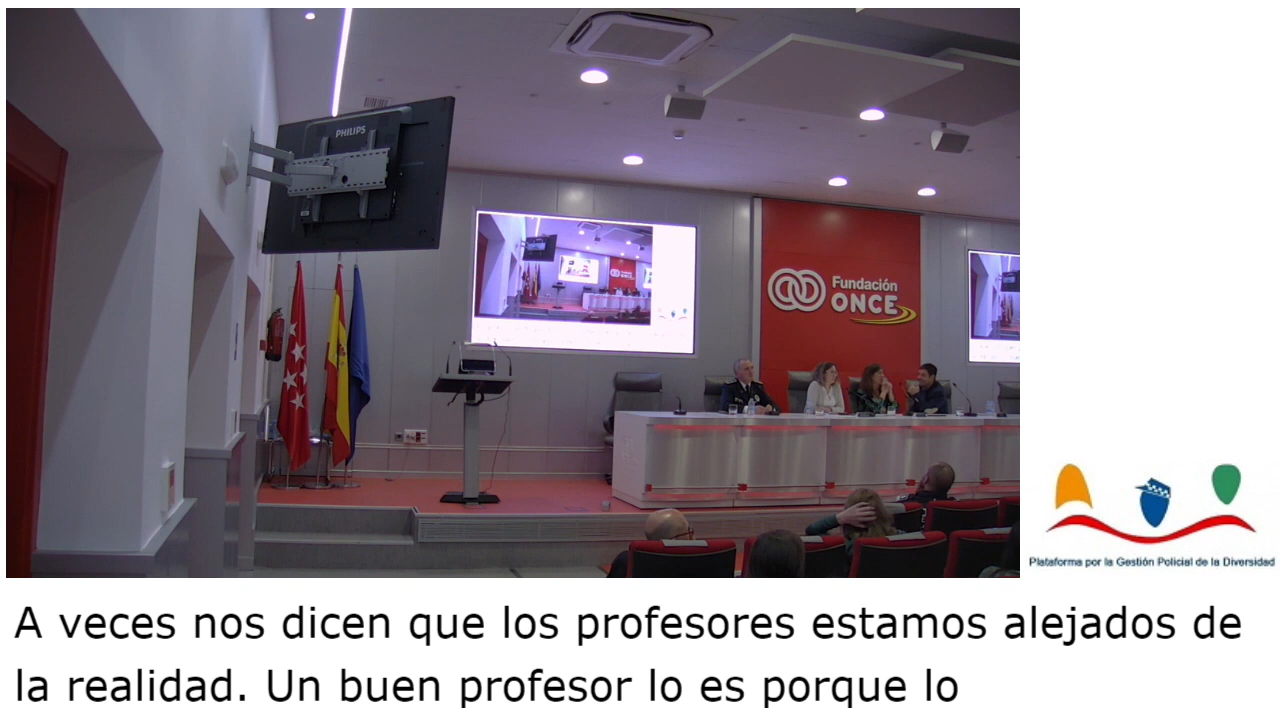 PHILIPS
Fundación
ONCE
Plataforma por la Gestión Policial de la Diversidad
A veces nos dicen que los profesores estamos alejados de
la realidad. Un buen profesor lo es porque lo